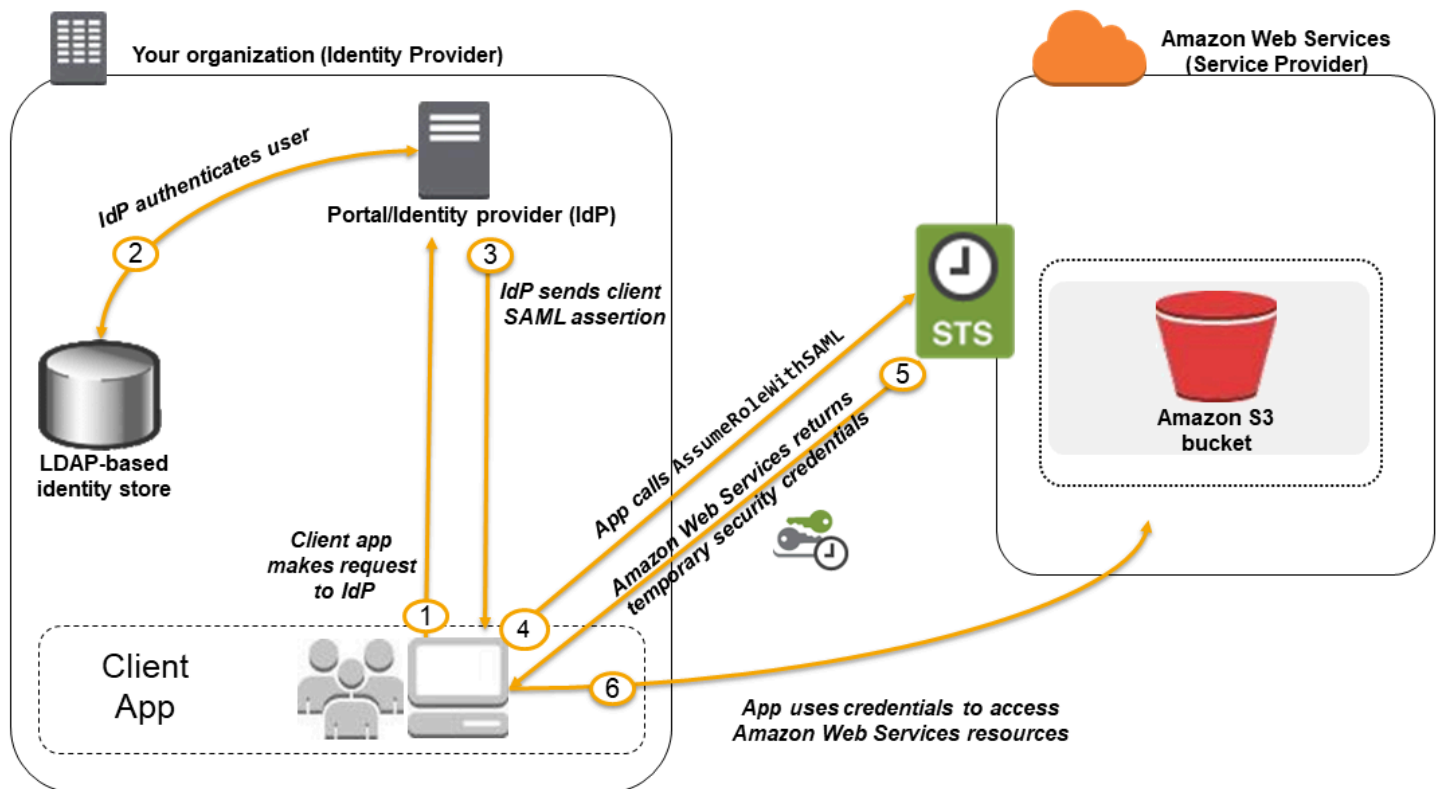 Your organization (Identity Provider)
Amazon Web Services
(Service Provider)
IdP authenticates user
Portal/Identity provider (IdP)
2
3
IdP sends client
SAML assertion
STS
LDAP-based
identity store
App calls AssumeRoleWithSAML
5
Amazon Web Services returns
temporary security credentials
Amazon S3
bucket
Client app
makes request
to IdP
1
4
Client
App
6
App uses credentials to access
Amazon Web Services resources